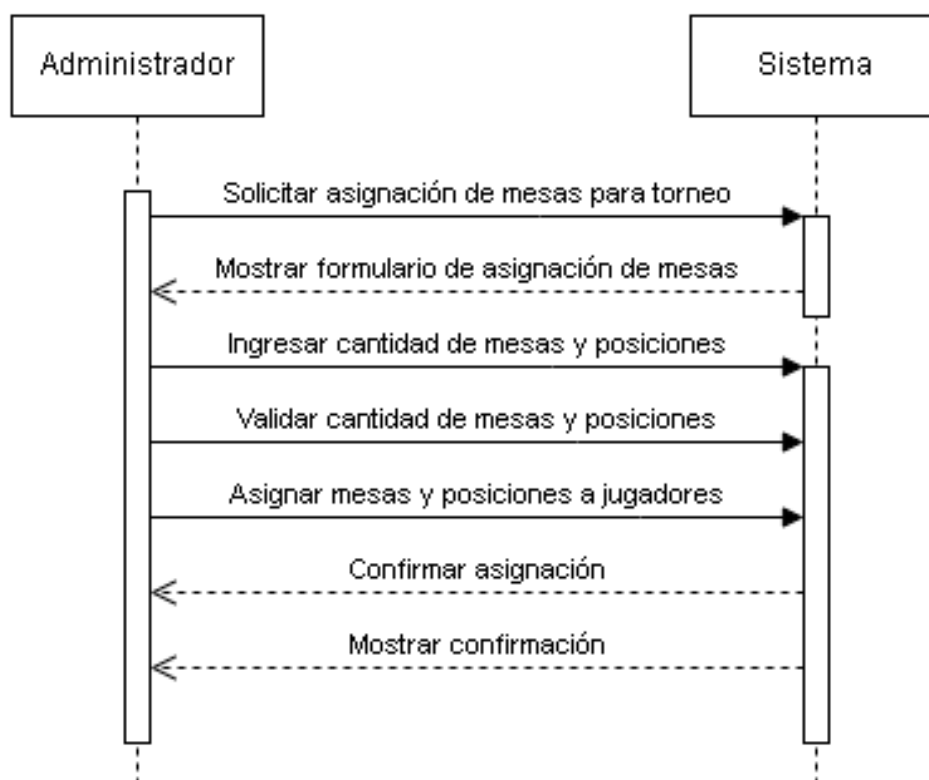 Administrador
Sistema
Solicitar asignación de mesas para torneo
Mostrar formulario de asignación de mesas
Ingresar cantidad de mesas y posiciones
Validar cantidad de mesas y posiciones
Asignar mesas y posiciones a jugadores
Confirmar asignación
Mostrar confirmación